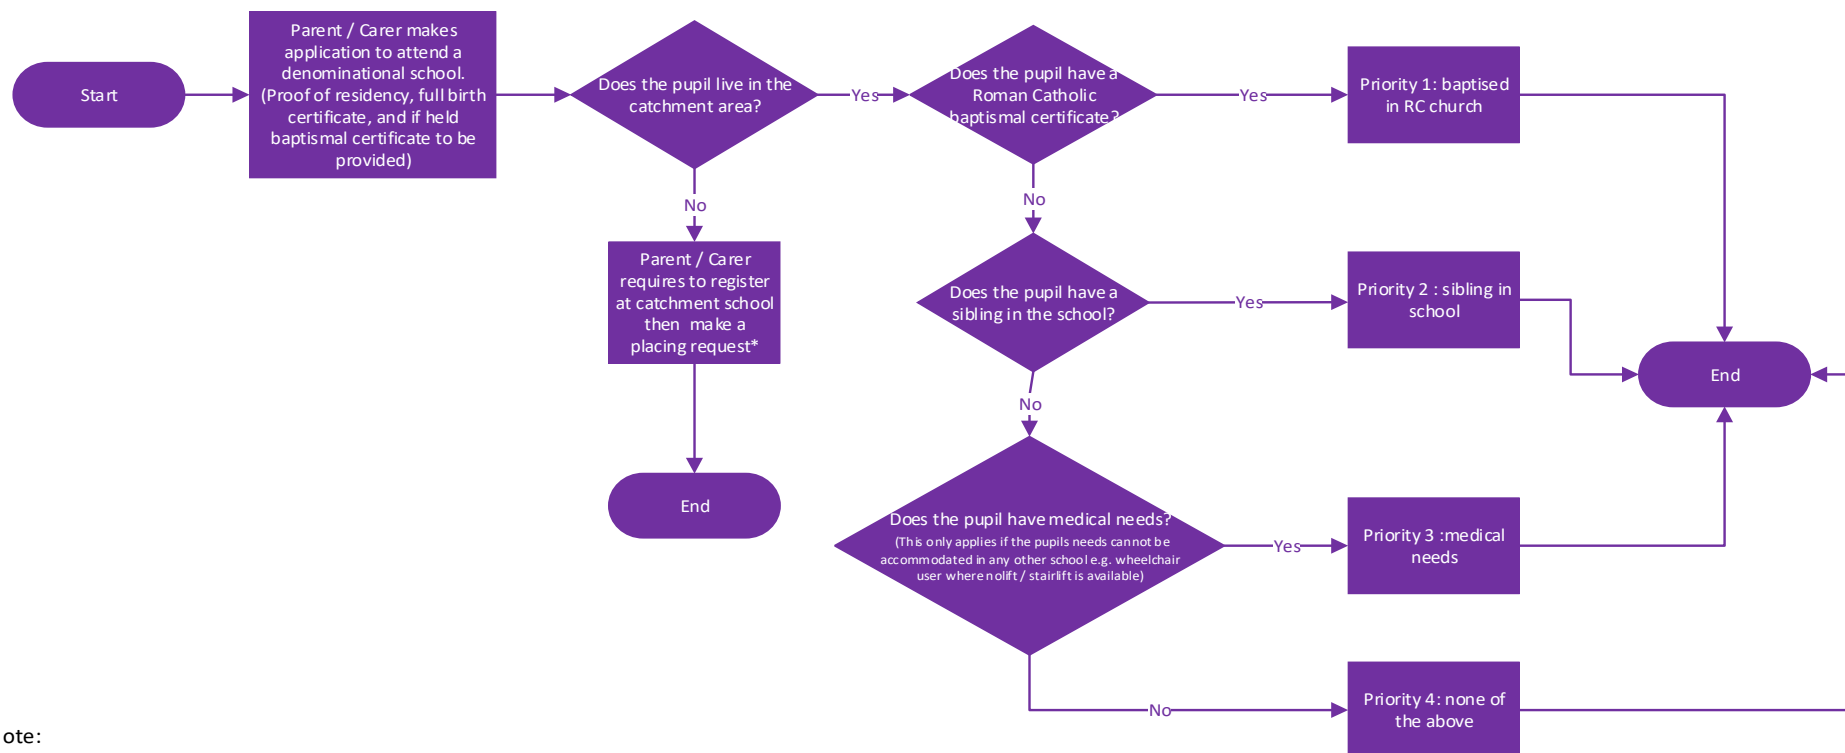 Start
Parent / Carer makes
application to attend a
denominational school.
(Proof of residency, full birth
certificate, and if held
baptismal certificate to be
provided)
Does the pupil live in the
catchment area?
Yes
Does the pupil have a
Roman Catholic
baptismal certificate?
Yes
Priority 1: baptised
in RC church
No
No
Parent / Carer
requires to register
at catchment school
then make a
placing request*
Does the pupil have a
sibling in the school?
Yes
Priority 2 : sibling in
school
End
No
End
Does the pupil have medical needs?
(This only applies if the pupils needs cannot be
accommodated in any other school e.g. wheelchair
user where no lift / stairlift is available)
Yes
Priority 3 :medical
needs
No
Priority 4: none of
the above
ote: